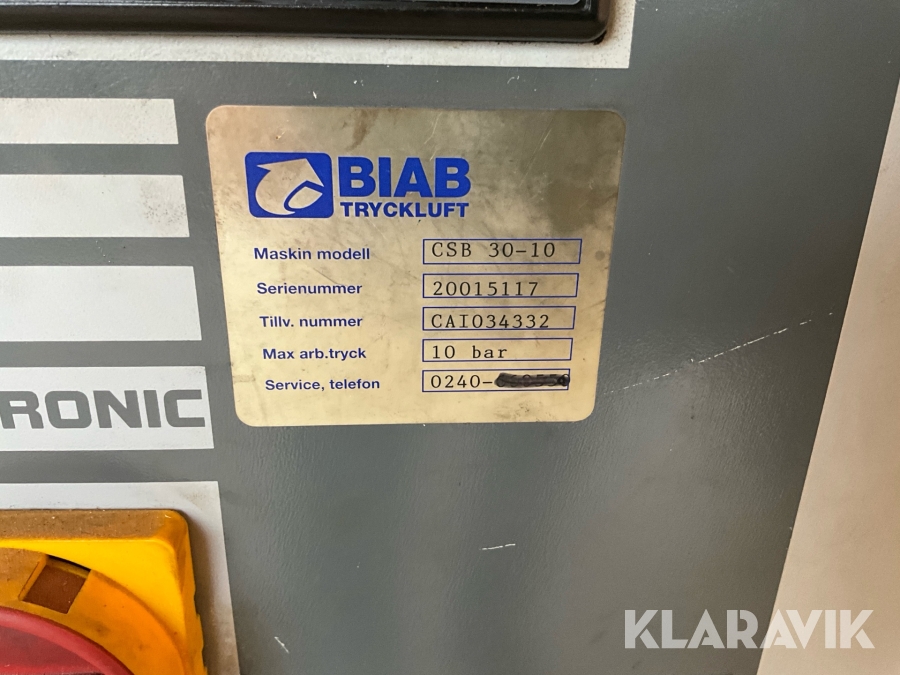 BIAB
TRYCKLUFT
Maskin modell CSB 30-10
Serienummer 20015117
Tillv. nummer CAI034332
Max arb.tryck 10 bar
Service, telefon 0240-
RONIC
KLARAVIK